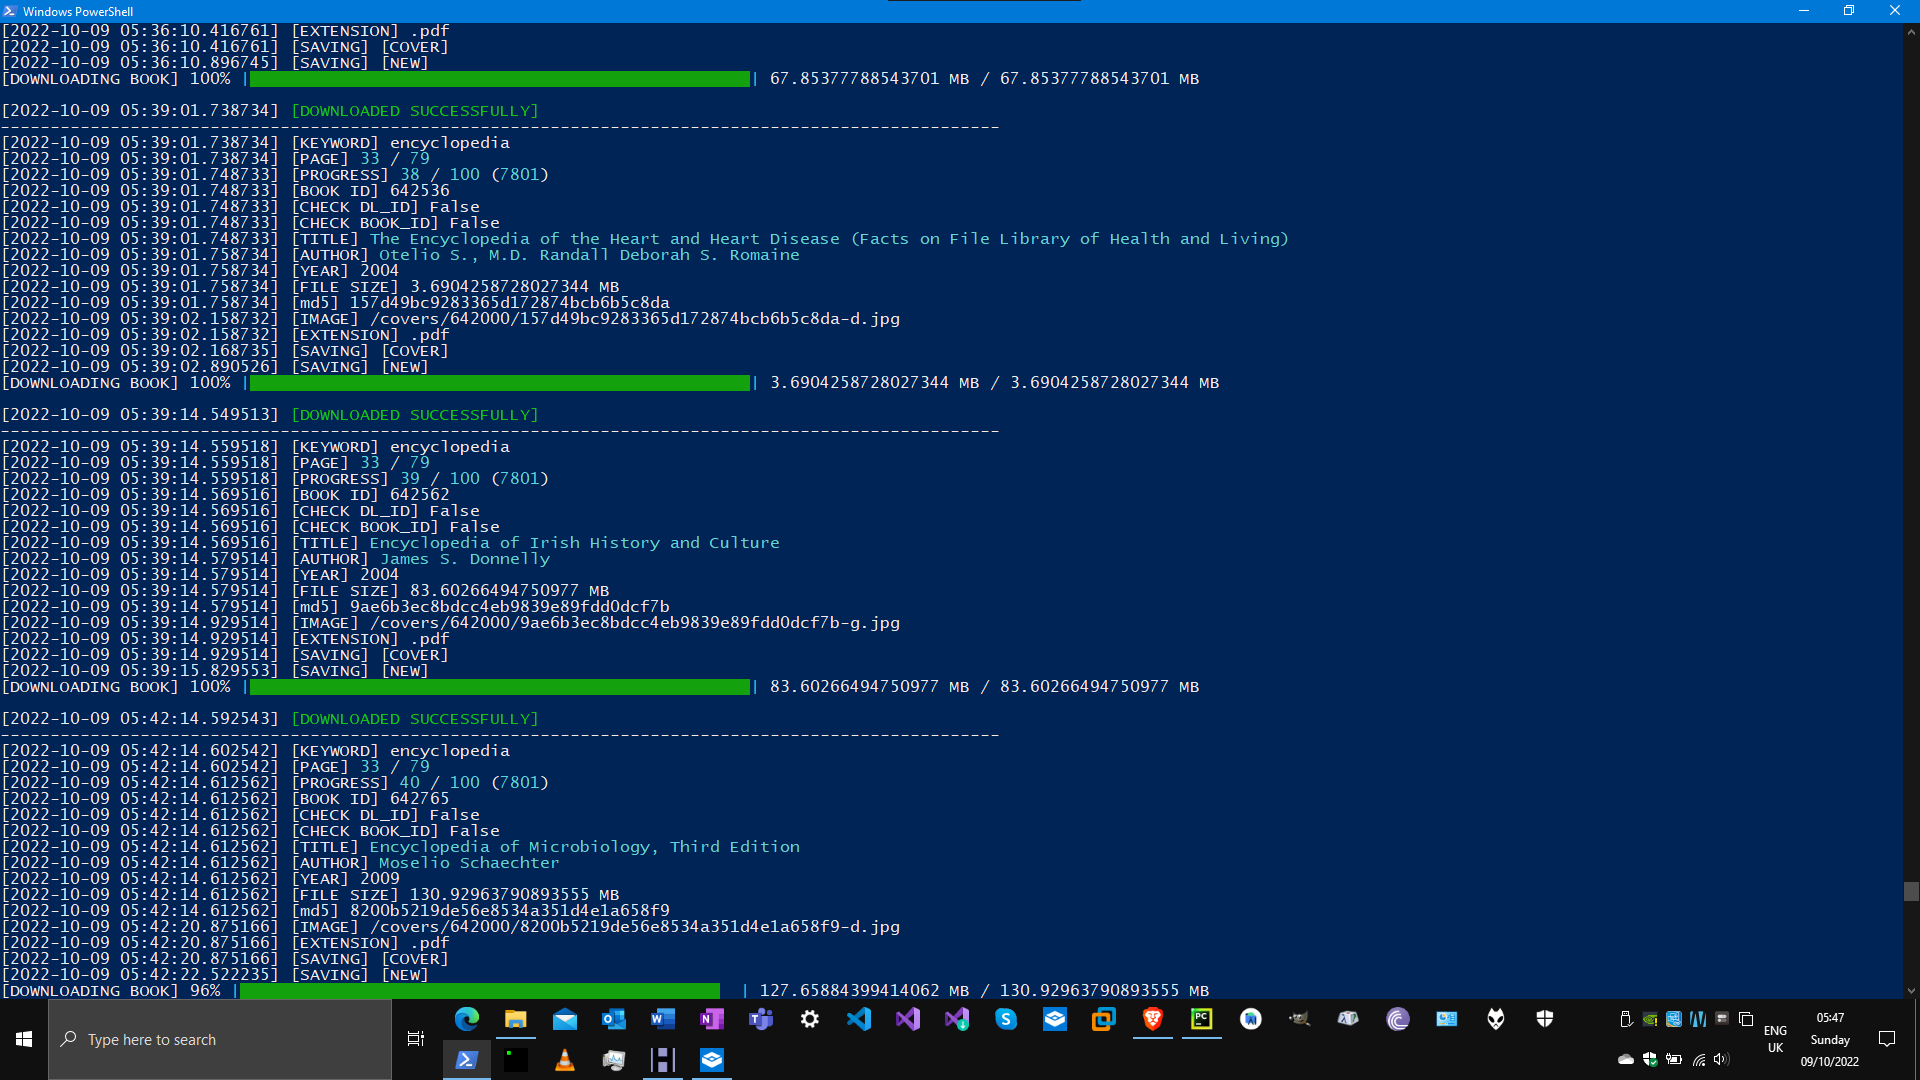 Windows PowerShell
[2022-10-09 05:36:10.416761] [EXTENSION] .pdf
[2022-10-09 05:36:10.416761] [SAVING] [COVER]
[2022-10-09 05:36:10.896745] [SAVING] [NEW]
[DOWNLOADING BOOK] 100% || 67.85377788543701 MB / 67.85377788543701 MB
[2022-10-09 05:39:01.738734] [DOWNLOADED SUCCESSFULLY]
----------------------------------------------------------------------------------------------------
[2022-10-09 05:39:01.738734] [KEYWORD] encyclopedia
[2022-10-09 05:39:01.738734] [PAGE] 33 / 79
[2022-10-09 05:39:01.748733] [PROGRESS] 38 / 100 (7801)
[2022-10-09 05:39:01.748733] [BOOK ID] 642536
[2022-10-09 05:39:01.748733] [CHECK DL_ID] False
[2022-10-09 05:39:01.748733] [CHECK BOOK_ID] False
[2022-10-09 05:39:01.748733] [TITLE] The Encyclopedia of the Heart and Heart Disease (Facts on File Library of Health and Living)
[2022-10-09 05:39:01.758734] [AUTHOR] Otelio S., M.D. Randall Deborah S. Romaine
[2022-10-09 05:39:01.758734] [YEAR] 2004
[2022-10-09 05:39:01.758734] [FILE SIZE] 3.6904258728027344 MB
[2022-10-09 05:39:01.758734] [md5] 157d49bc9283365d172874bcb6b5c8da
[2022-10-09 05:39:02.158732] [IMAGE] /covers/642000/157d49bc9283365d172874bcb6b5c8da-d.jpg
[2022-10-09 05:39:02.158732] [EXTENSION] .pdf
[2022-10-09 05:39:02.168735] [SAVING] [COVER]
[2022-10-09 05:39:02.890526] [SAVING] [NEW]
[DOWNLOADING BOOK] 100% || 3.6904258728027344 MB / 3.6904258728027344 MB
[2022-10-09 05:39:14.549513] [DOWNLOADED SUCCESSFULLY]
----------------------------------------------------------------------------------------------------
[2022-10-09 05:39:14.559518] [KEYWORD] encyclopedia
[2022-10-09 05:39:14.559518] [PAGE] 33 / 79
[2022-10-09 05:39:14.559518] [PROGRESS] 39 / 100 (7801)
[2022-10-09 05:39:14.569516] [BOOK ID] 642562
[2022-10-09 05:39:14.569516] [CHECK DL_ID] False
[2022-10-09 05:39:14.569516] [CHECK BOOK_ID] False
[2022-10-09 05:39:14.569516] [TITLE] Encyclopedia of Irish History and Culture
[2022-10-09 05:39:14.579514] [AUTHOR] James S. Donnelly
[2022-10-09 05:39:14.579514] [YEAR] 2004
[2022-10-09 05:39:14.579514] [FILE SIZE] 83.60266494750977 MB
[2022-10-09 05:39:14.579514] [md5] 9ae6b3ec8bdcc4eb9839e89fdd0dcf7b
[2022-10-09 05:39:14.929514] [IMAGE] /covers/642000/9ae6b3ec8bdcc4eb9839e89fdd0dcf7b-g.jpg
[2022-10-09 05:39:14.929514] [EXTENSION] .pdf
[2022-10-09 05:39:14.929514] [SAVING] [COVER]
[2022-10-09 05:39:15.829553] [SAVING] [NEW]
[DOWNLOADING BOOK] 100% || 83.60266494750977 MB / 83.60266494750977 MB
[2022-10-09 05:42:14.592543] [DOWNLOADED SUCCESSFULLY]
----------------------------------------------------------------------------------------------------
[2022-10-09 05:42:14.602542] [KEYWORD] encyclopedia
[2022-10-09 05:42:14.602542] [PAGE] 33 / 79
[2022-10-09 05:42:14.612562] [PROGRESS] 40 / 100 (7801)
[2022-10-09 05:42:14.612562] [BOOK ID] 642765
[2022-10-09 05:42:14.612562] [CHECK DL_ID] False
[2022-10-09 05:42:14.612562] [CHECK BOOK_ID] False
[2022-10-09 05:42:14.612562] [TITLE] Encyclopedia of Microbiology, Third Edition
[2022-10-09 05:42:14.612562] [AUTHOR] Moselio Schaechter
[2022-10-09 05:42:14.612562] [YEAR] 2009
[2022-10-09 05:42:14.612562] [FILE SIZE] 130.92963790893555 MB
[2022-10-09 05:42:14.612562] [md5] 8200b5219de56e8534a351d4e1a658f9
[2022-10-09 05:42:20.875166] [IMAGE] /covers/642000/8200b5219de56e8534a351d4e1a658f9-d.jpg
[2022-10-09 05:42:20.875166] [EXTENSION] .pdf
[2022-10-09 05:42:20.875166] [SAVING] [COVER]
[2022-10-09 05:42:22.522235] [SAVING] [NEW]
[DOWNLOADING BOOK] 96% | | 127.65884399414062 MB / 130.92963790893555 MB
Type here to search
ENG
UK
05:47
Sunday
09/10/2022